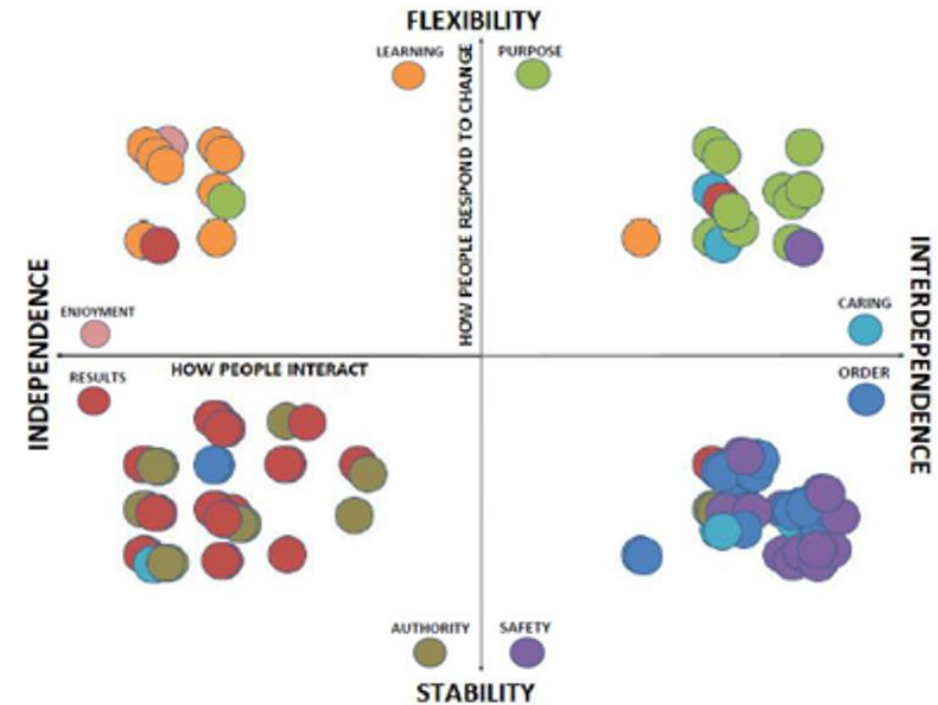 FLEXIBILITY
LEARNING
PURPOSE
HOW PEOPLE RESPOND TO CHANGE
INDEPENDENCE
INTERDEPENDENCE
ENJOYMENT
CARING
HOW PEOPLE INTERACT
RESULTS
ORDER
AUTHORITY
SAFETY
STABILITY